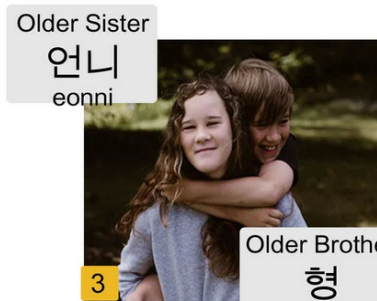 Older Sister
언니
eonni
3
Older Brothe
형